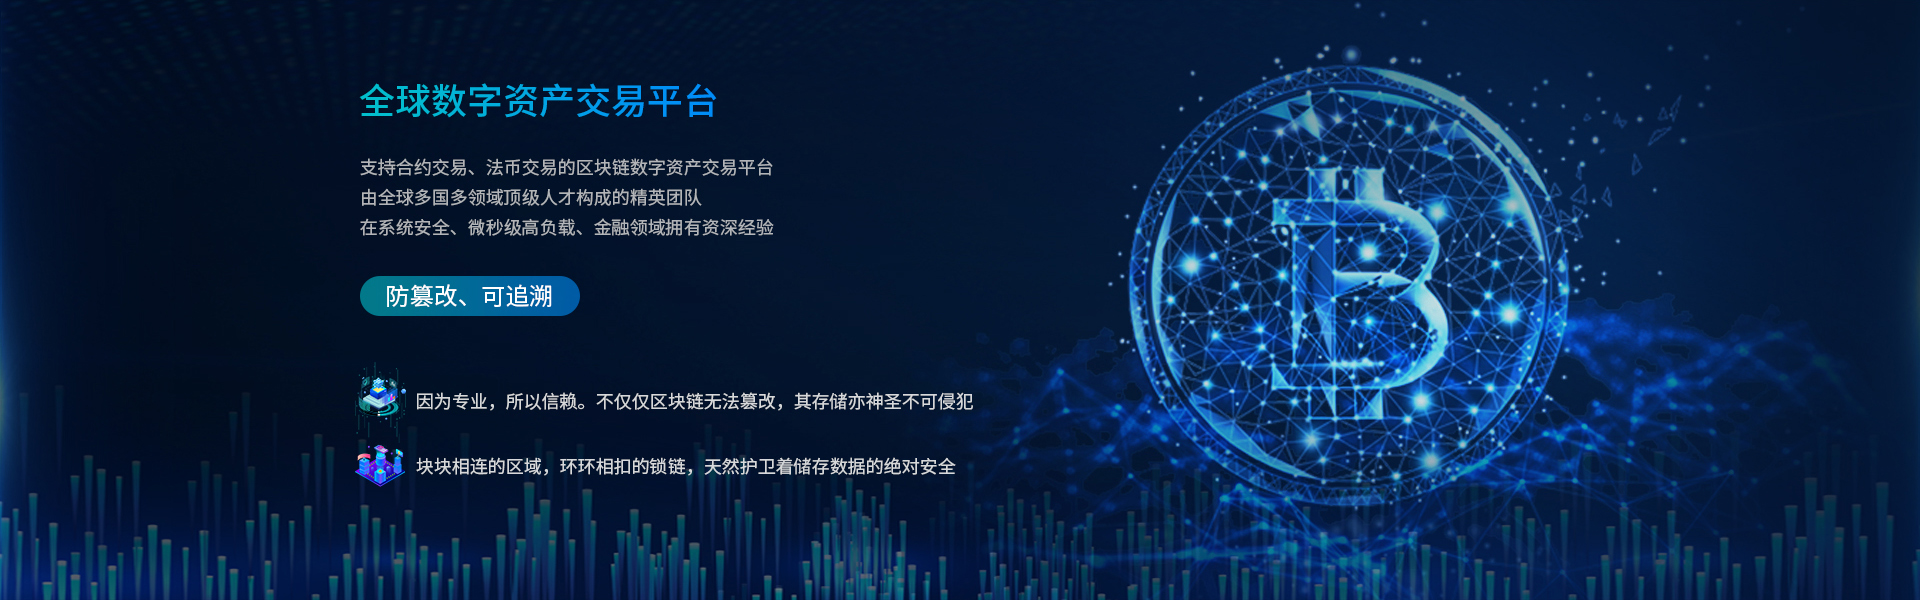 全球数字资产交易平台
支持合约交易、法币交易的区块链数字资产交易平台
由全球多国多领域顶级人才构成的精英团队
在系统安全、微秒级高负载、金融领域拥有资深经验
防篡改、可追溯
因为专业，所以信赖。不仅仅区块链无法篡改，其存储亦神圣不可侵犯
块块相连的区域，环环相扣的锁链，天然护卫着储存数据的绝对安全